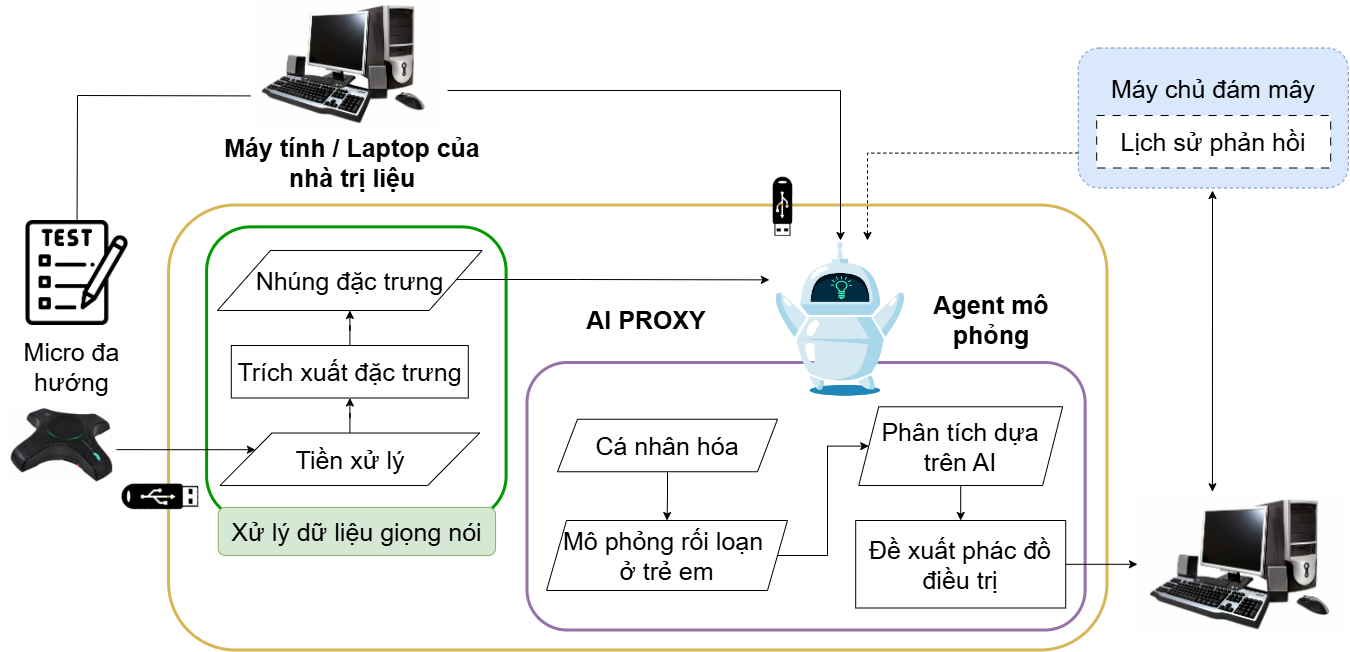 Máy tính / Laptop của
nhà trị liệu
Máy chủ đám mây
Lịch sử phản hồi
TEST
Micro đa
hướng
Nhúng đặc trưng
Trích xuất đặc trưng
Tiền xử lý
Xử lý dữ liệu giọng nói
AI PROXY
Agent mô
phỏng
Cá nhân hóa
Mô phỏng rối loạn
ở trẻ em
Phân tích dựa
trên AI
Đề xuất phác đồ
điều trị